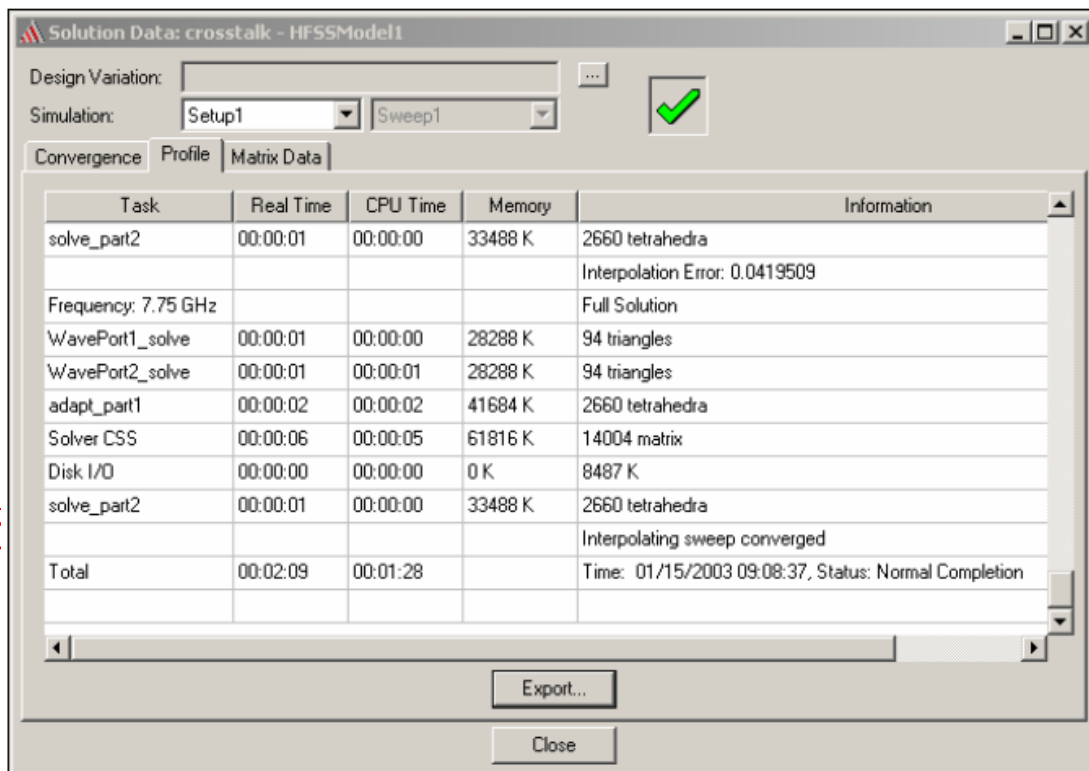 Solution Data: crosstalk - HFSSModel1
Design Variation: ...
Simulation: Setup1 Sweep1
Convergence Profile Matrix Data
Task Real Time CPU Time Memory Information
solve_part2 00:00:01 00:00:00 33488 K 2660 tetrahedra
Interpolation Error: 0.0419509
Frequency: 7.75 GHz Full Solution
WavePort1_solve 00:00:01 00:00:00 28288 K 94 triangles
WavePort2_solve 00:00:01 00:00:01 28288 K 94 triangles
adapt_part1 00:00:02 00:00:02 41684 K 2660 tetrahedra
Solver CSS 00:00:06 00:00:05 61816 K 14004 matrix
Disk I/O 00:00:00 00:00:00 0 K 8487 K
solve_part2 00:00:01 00:00:00 33488 K 2660 tetrahedra
Interpolating sweep converged
Total 00:02:09 00:01:28 Time: 01/15/2003 09:08:37, Status: Normal Completion
Export...
Close